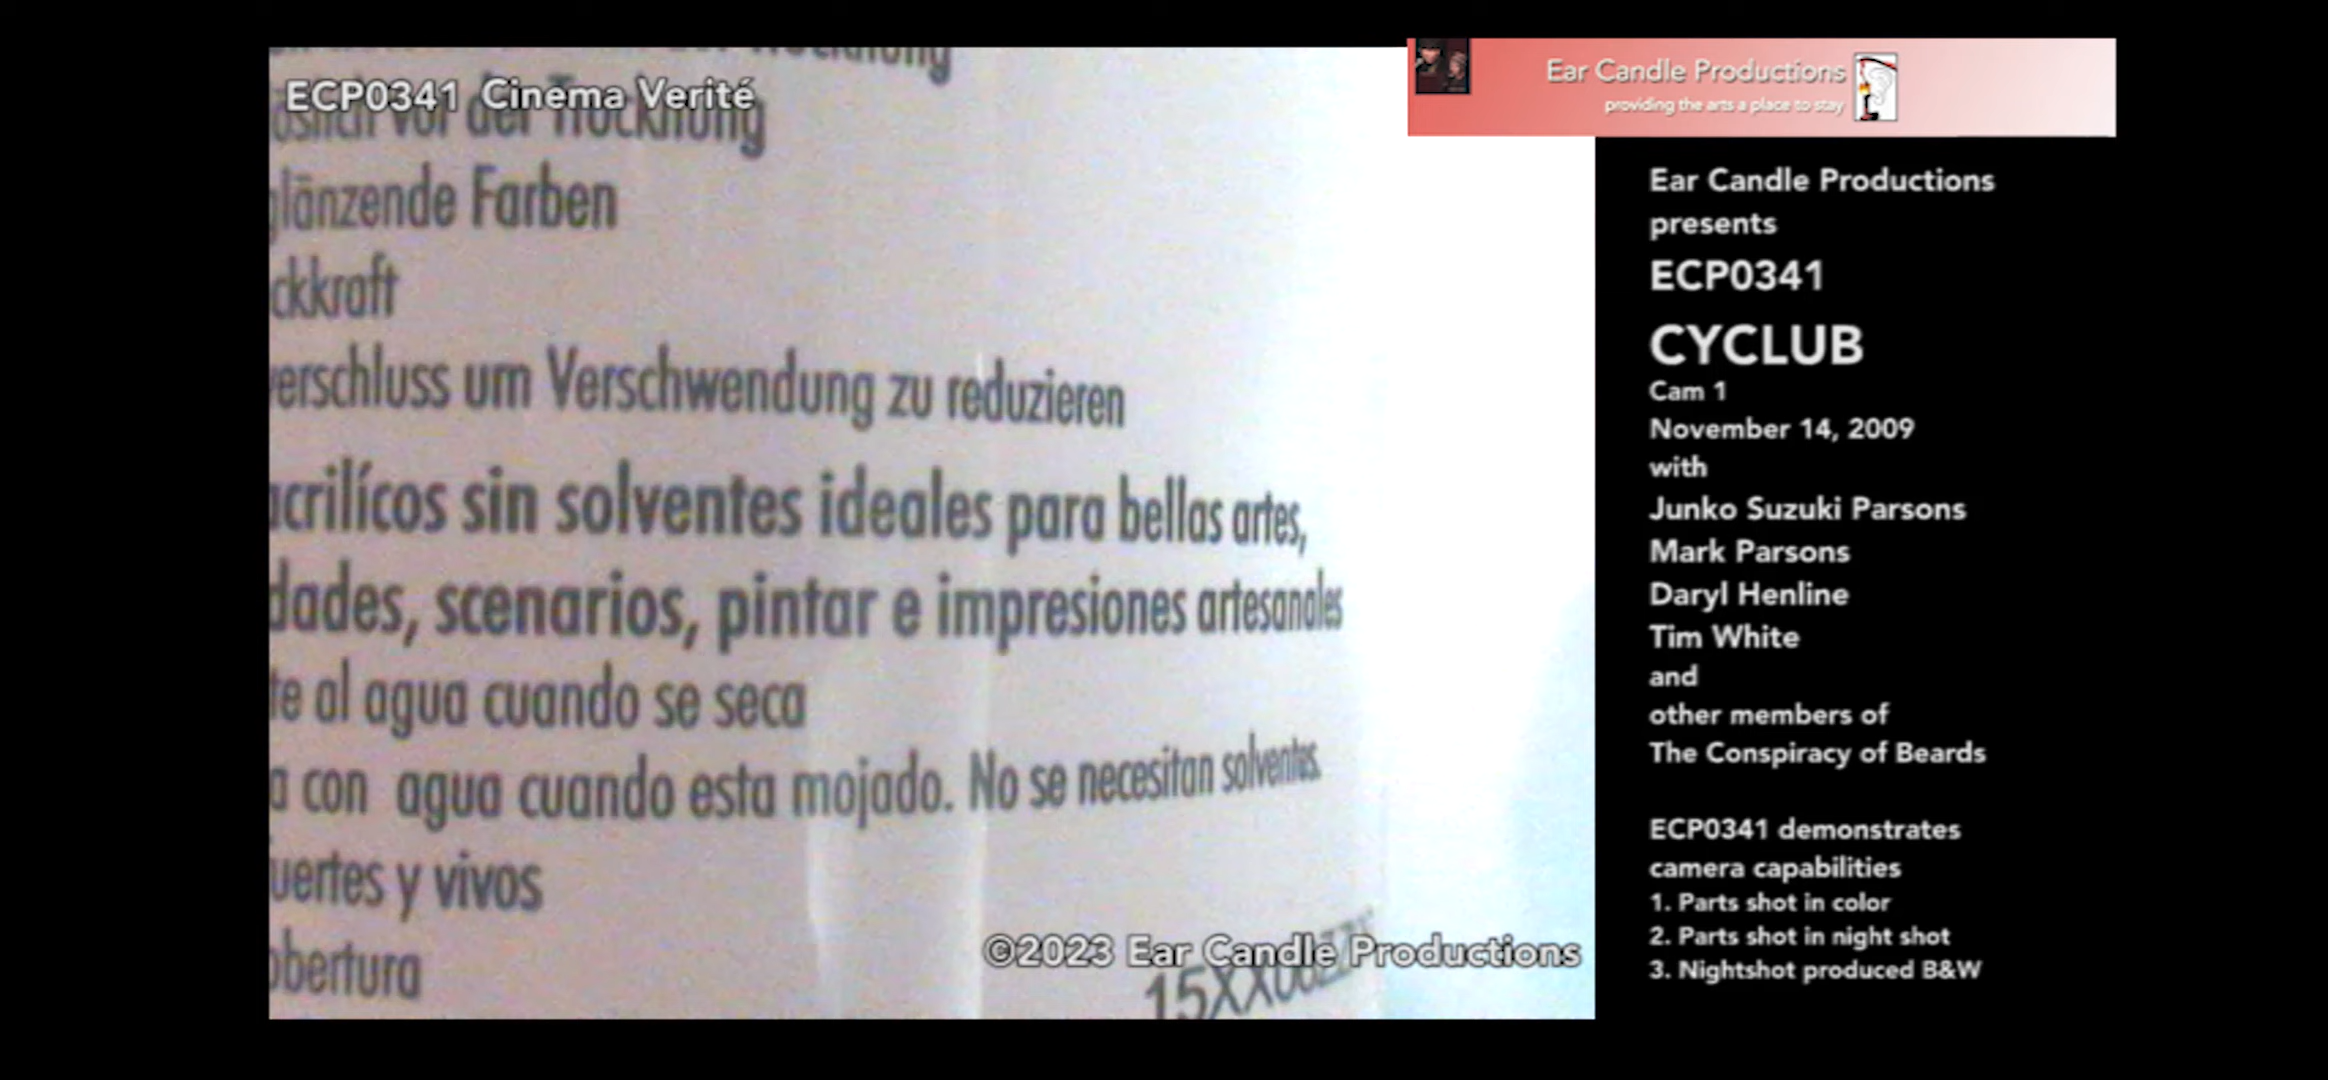 ECP0341 Cinema Verité
vor der Trocknung
glänzende Farben
ckkraft
erschluss um Verschwendung zu reduzieren
acrilícos sin solventes ideales para bellas artes,
dades, scenarios, pintar e impresiones artesanales
te al agua cuando se seca
a con agua cuando esta mojado. No se necesitan solventes.
uertes y vivos
obertura
©2023 Ear Candle Productions
Ear Candle Productions
providing the arts a place to stay
Ear Candle Productions
presents
ECP0341
CYCLUB
Cam 1
November 14, 2009
with
Junko Suzuki Parsons
Mark Parsons
Daryl Henline
Tim White
and
other members of
The Conspiracy of Beards
ECP0341 demonstrates
camera capabilities
1. Parts shot in color
2. Parts shot in night shot
3. Nightshot produced B&W